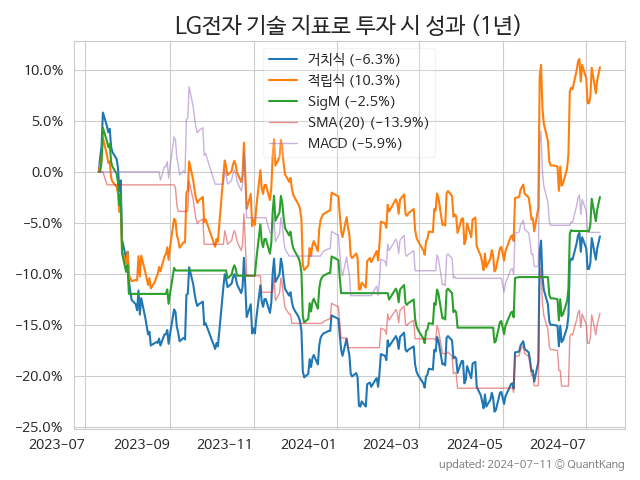 LG전자 기술 지표로 투자 시 성과 (1년)
거치식 (−6.3%)
적립식 (10.3%)
SigM (−2.5%)
SMA(20) (−13.9%)
MACD (−5.9%)
10.0%
5.0%
0.0%
−5.0%
−10.0%
−15.0%
−20.0%
−25.0%
2023-07
2023-09
2023-11
2024-01
2024-03
2024-05
2024-07
updated: 2024-07-11 © QuantKang